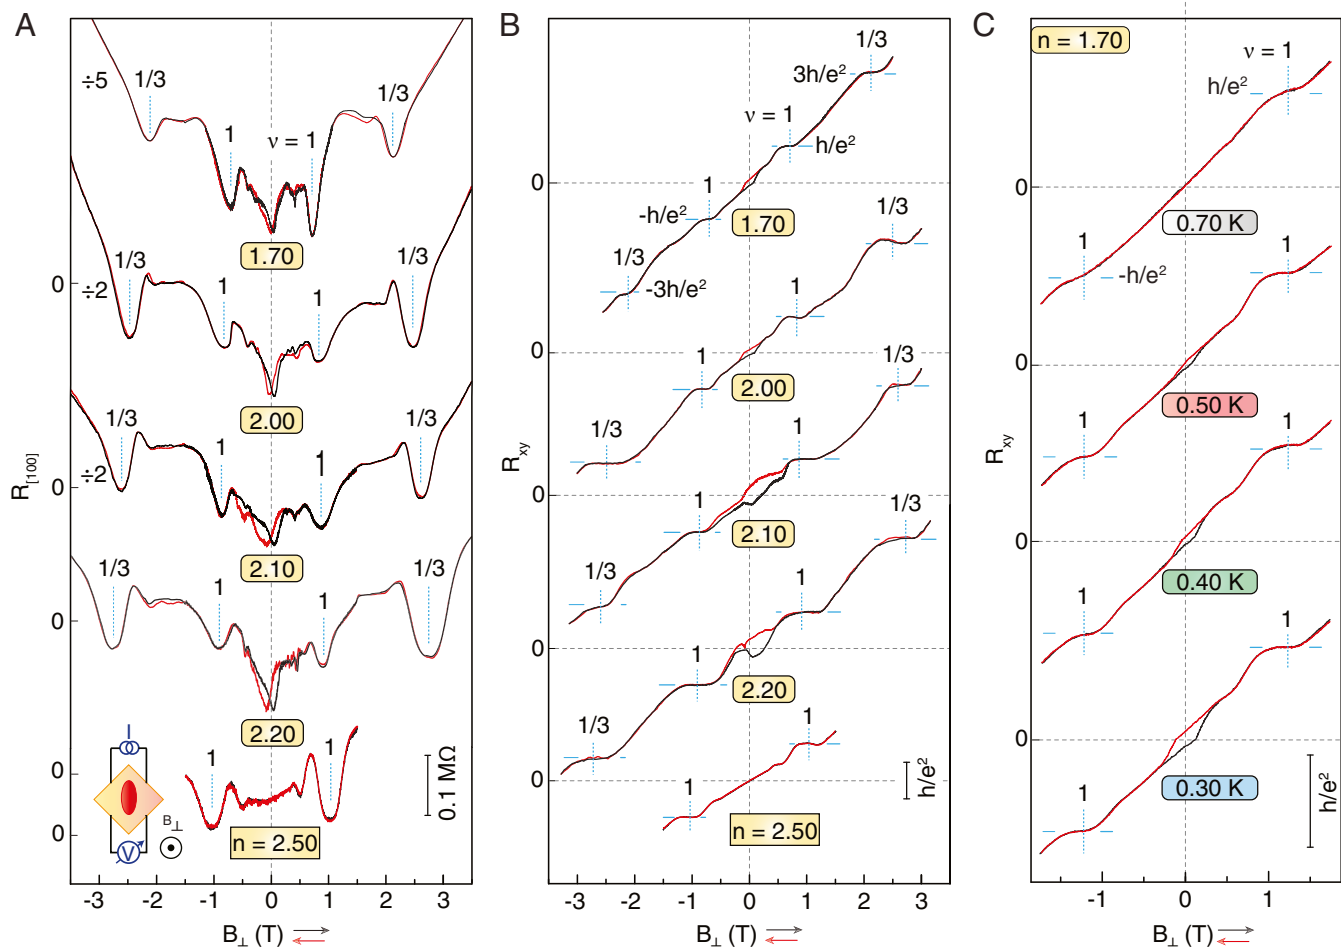 A
÷5
1/3
1
ν = 1
1/3
1.70
1/3
÷2
1
1
1/3
0
2.00
1/3
÷2
1
1
1/3
0
2.10
1/3
1
1
1/3
0
2.20
I
V
B⊥
1
1
0
0
0.1 MΩ
n = 2.50
R[100]
-3
-2
-1
0
1
2
3
B⊥ (T)
B
1/3
3h/e²
ν = 1
h/e²
0
1
-h/e²
1.70
1/3
-3h/e²
1/3
1
0
1
2.00
1/3
1/3
1
0
1
2.10
1/3
1/3
1
0
1
2.20
1/3
1
0
1
h/e²
n = 2.50
Rxy
-3
-2
-1
0
1
2
3
B⊥ (T)
C
n = 1.70
ν = 1
h/e²
0
0.70 K
1
-h/e²
1
0
0.50 K
1
1
0
0.40 K
1
1
0
0.30 K
1
h/e²
Rxy
-1
0
1
B⊥ (T)